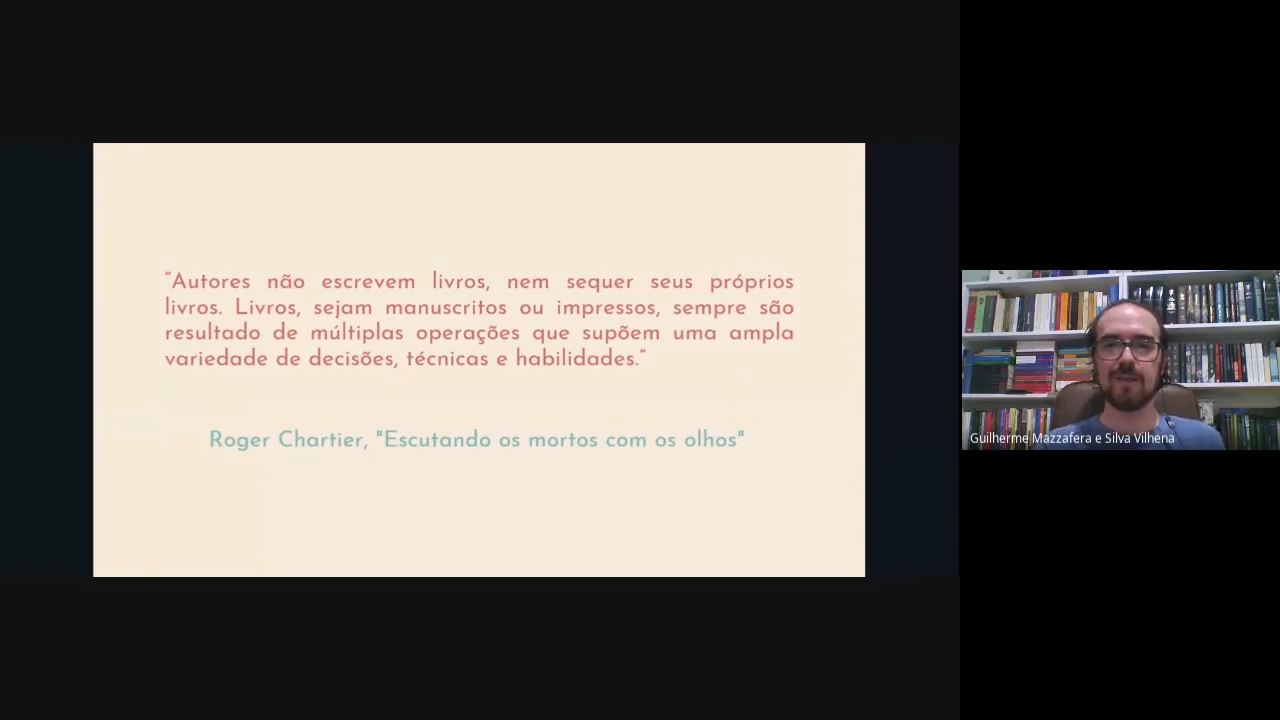 "Autores não escrevem livros, nem sequer seus próprios
livros. Livros, sejam manuscritos ou impressos, sempre são
resultado de múltiplas operações que supõem uma ampla
variedade de decisões, técnicas e habilidades."
Roger Chartier, "Escutando os mortos com os olhos"
Guilherme Mazzafera e Silva Vilhena